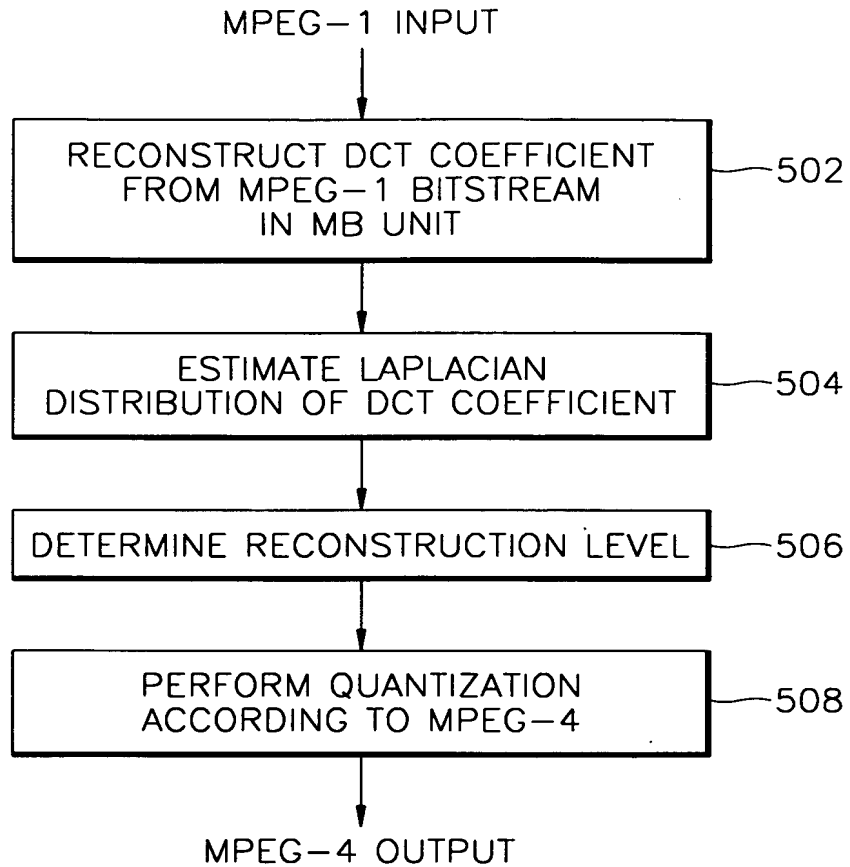 MPEG-1 INPUT
RECONSTRUCT DCT COEFFICIENT
FROM MPEG-1 BITSTREAM
IN MB UNIT
502
ESTIMATE LAPLACIAN
DISTRIBUTION OF DCT COEFFICIENT
504
DETERMINE RECONSTRUCTION LEVEL
506
PERFORM QUANTIZATION
ACCORDING TO MPEG-4
508
MPEG-4 OUTPUT